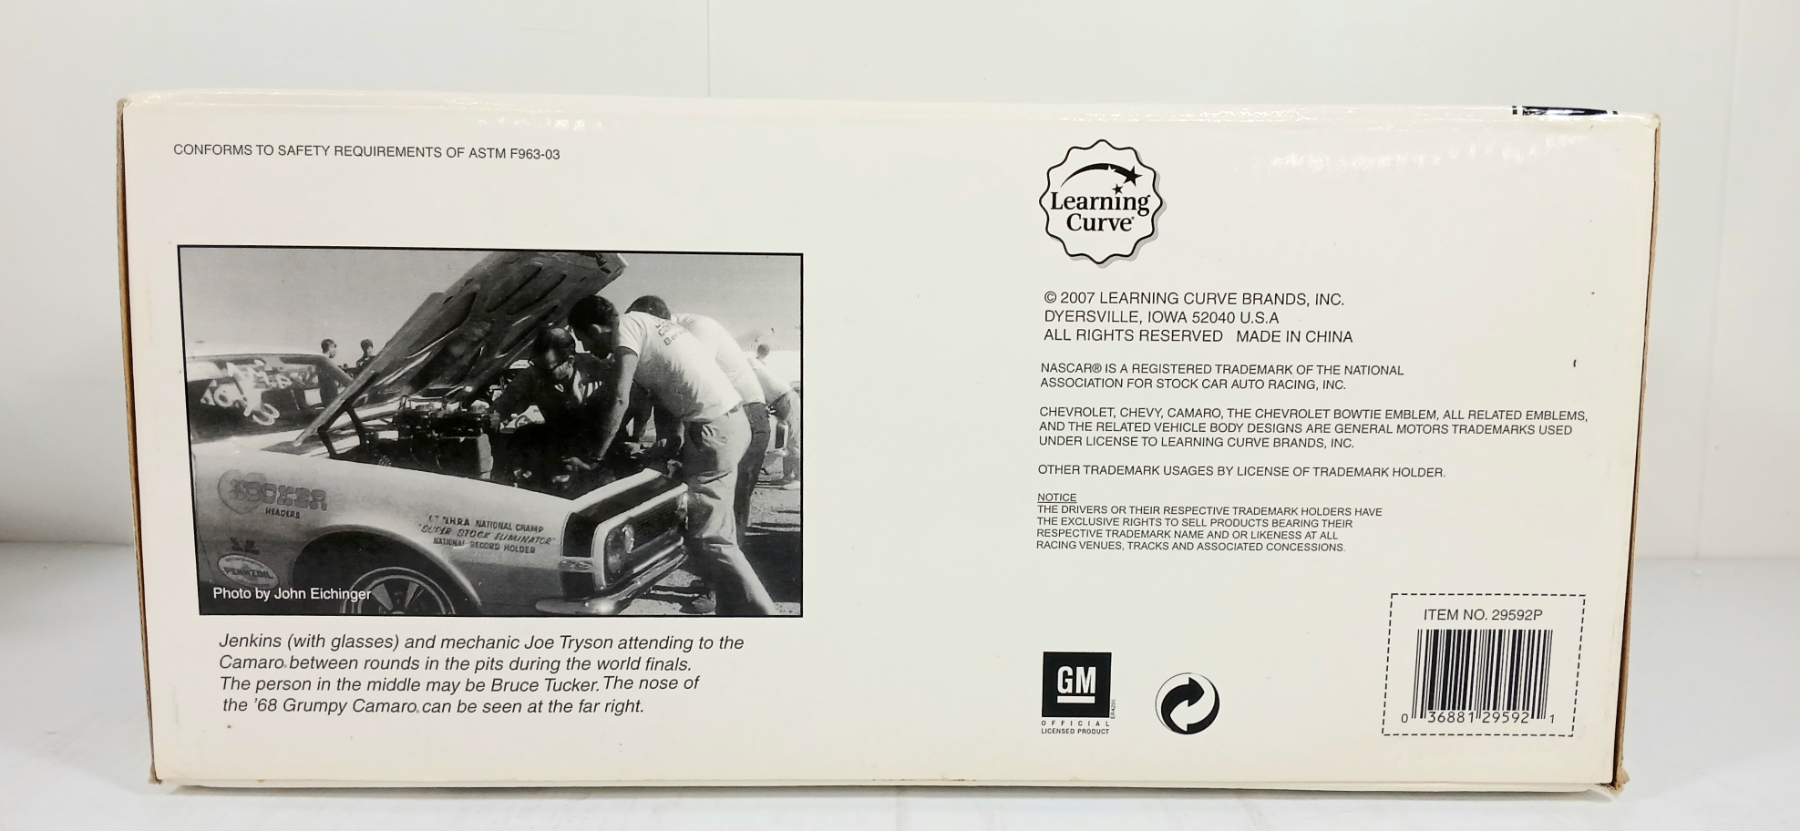 CONFORMS TO SAFETY REQUIREMENTS OF ASTM F963-03
HOOKER
HEADERS
'67 NHRA NATIONAL CHAMP
"SUPER STOCK ELIMINATOR"
NATIONAL RECORD HOLDER
PENNZOIL
Photo by John Eichinger
Jenkins (with glasses) and mechanic Joe Tryson attending to the
Camaro between rounds in the pits during the world finals.
The person in the middle may be Bruce Tucker. The nose of
the '68 Grumpy Camaro can be seen at the far right.
Learning
Curve®
© 2007 LEARNING CURVE BRANDS, INC.
DYERSVILLE, IOWA 52040 U.S.A
ALL RIGHTS RESERVED MADE IN CHINA
NASCAR® IS A REGISTERED TRADEMARK OF THE NATIONAL
ASSOCIATION FOR STOCK CAR AUTO RACING, INC.
CHEVROLET, CHEVY, CAMARO, THE CHEVROLET BOWTIE EMBLEM, ALL RELATED EMBLEMS,
AND THE RELATED VEHICLE BODY DESIGNS ARE GENERAL MOTORS TRADEMARKS USED
UNDER LICENSE TO LEARNING CURVE BRANDS, INC.
OTHER TRADEMARK USAGES BY LICENSE OF TRADEMARK HOLDER.
NOTICE
THE DRIVERS OR THEIR RESPECTIVE TRADEMARK HOLDERS HAVE
THE EXCLUSIVE RIGHTS TO SELL PRODUCTS BEARING THEIR
RESPECTIVE TRADEMARK NAME AND OR LIKENESS AT ALL
RACING VENUES, TRACKS AND ASSOCIATED CONCESSIONS.
GM
OFFICIAL
LICENSED PRODUCT
ITEM NO. 29592P
0 36881 29592 1